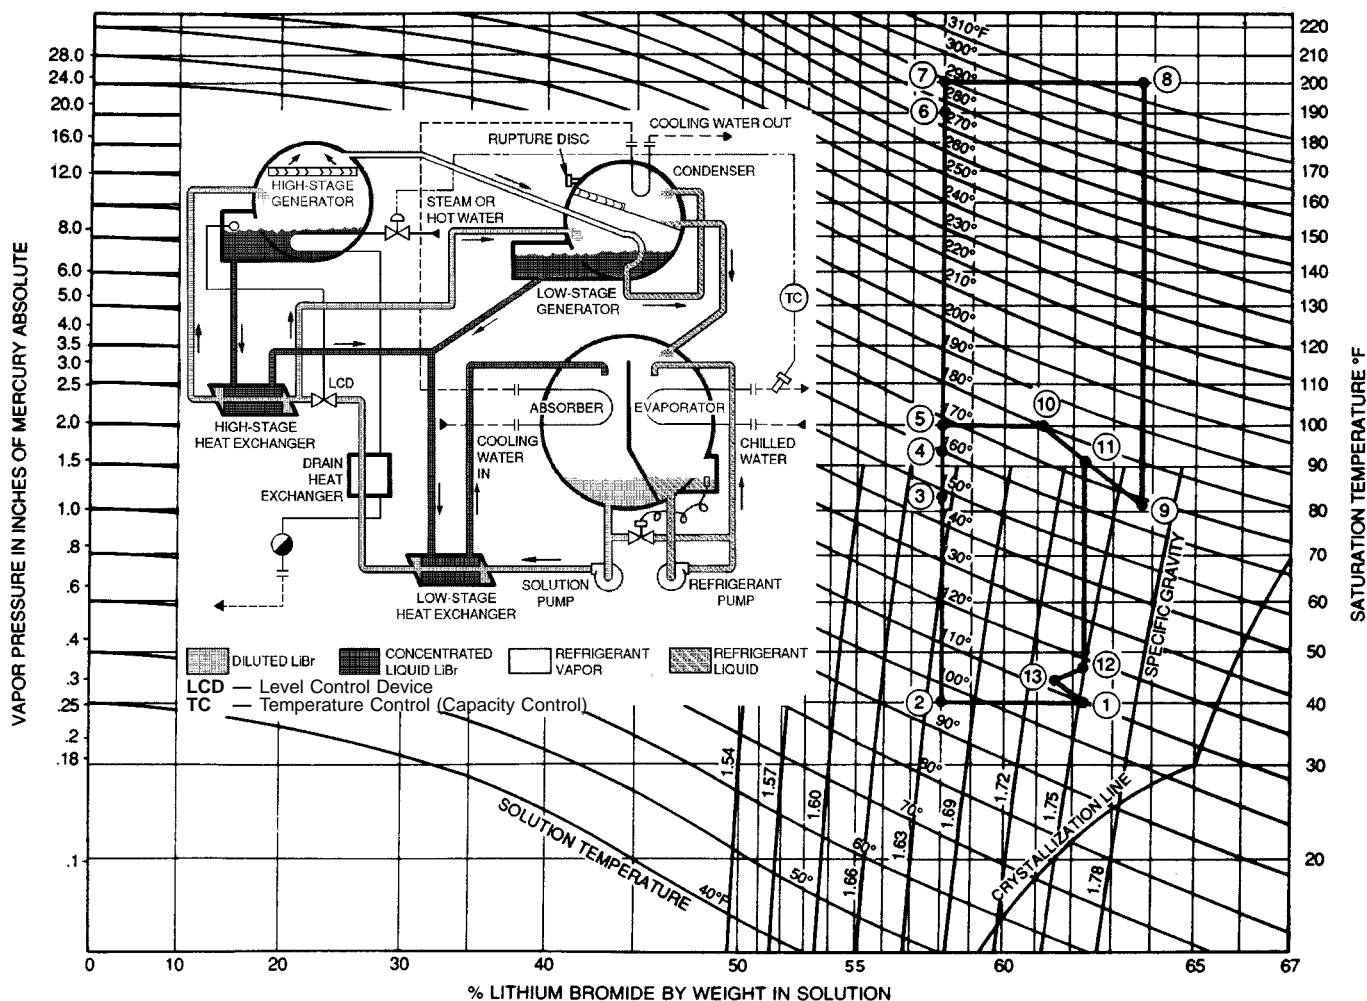 VAPOR PRESSURE IN INCHES OF MERCURY ABSOLUTE
28.0
24.0
20.0
16.0
12.0
8.0
6.0
5.0
4.0
3.5
3.0
2.5
2.0
1.5
1.0
.8
.6
.4
.3
.25
.2
.18
.1
COOLING WATER OUT
RUPTURE DISC
CONDENSER
HIGH-STAGE
GENERATOR
STEAM OR
HOT WATER
LOW-STAGE
GENERATOR
TC
LCD
HIGH-STAGE
HEAT EXCHANGER
ABSORBER
EVAPORATOR
COOLING
WATER
IN
CHILLED
WATER
DRAIN
HEAT
EXCHANGER
SOLUTION
PUMP
REFRIGERANT
PUMP
LOW-STAGE
HEAT EXCHANGER
DILUTED LiBr
CONCENTRATED
LIQUID LiBr
REFRIGERANT
VAPOR
REFRIGERANT
LIQUID
LCD — Level Control Device
TC — Temperature Control (Capacity Control)
310°F
300°
290°
280°
270°
260°
250°
240°
230°
220°
210°
200°
190°
180°
170°
160°
150°
40°
130°
120°
110°
00°
90°
80°
70°
60°
50°
40°F
SOLUTION TEMPERATURE
7
8
6
5
10
4
11
3
9
12
13
2
1
SPECIFIC GRAVITY
CRYSTALLIZATION LINE
1.54
1.57
1.60
1.66
1.63
1.69
1.72
1.75
1.78
220
210
200
190
180
170
160
150
140
130
120
110
100
90
80
70
60
50
40
30
20
SATURATION TEMPERATURE °F
0 10 20 30 40 50 55 60 65 67
% LITHIUM BROMIDE BY WEIGHT IN SOLUTION